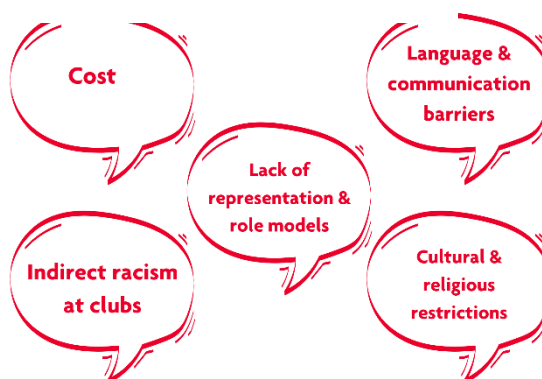 Cost
Language &
communication
barriers
Lack of
representation &
role models
Indirect racism
at clubs
Cultural &
religious
restrictions